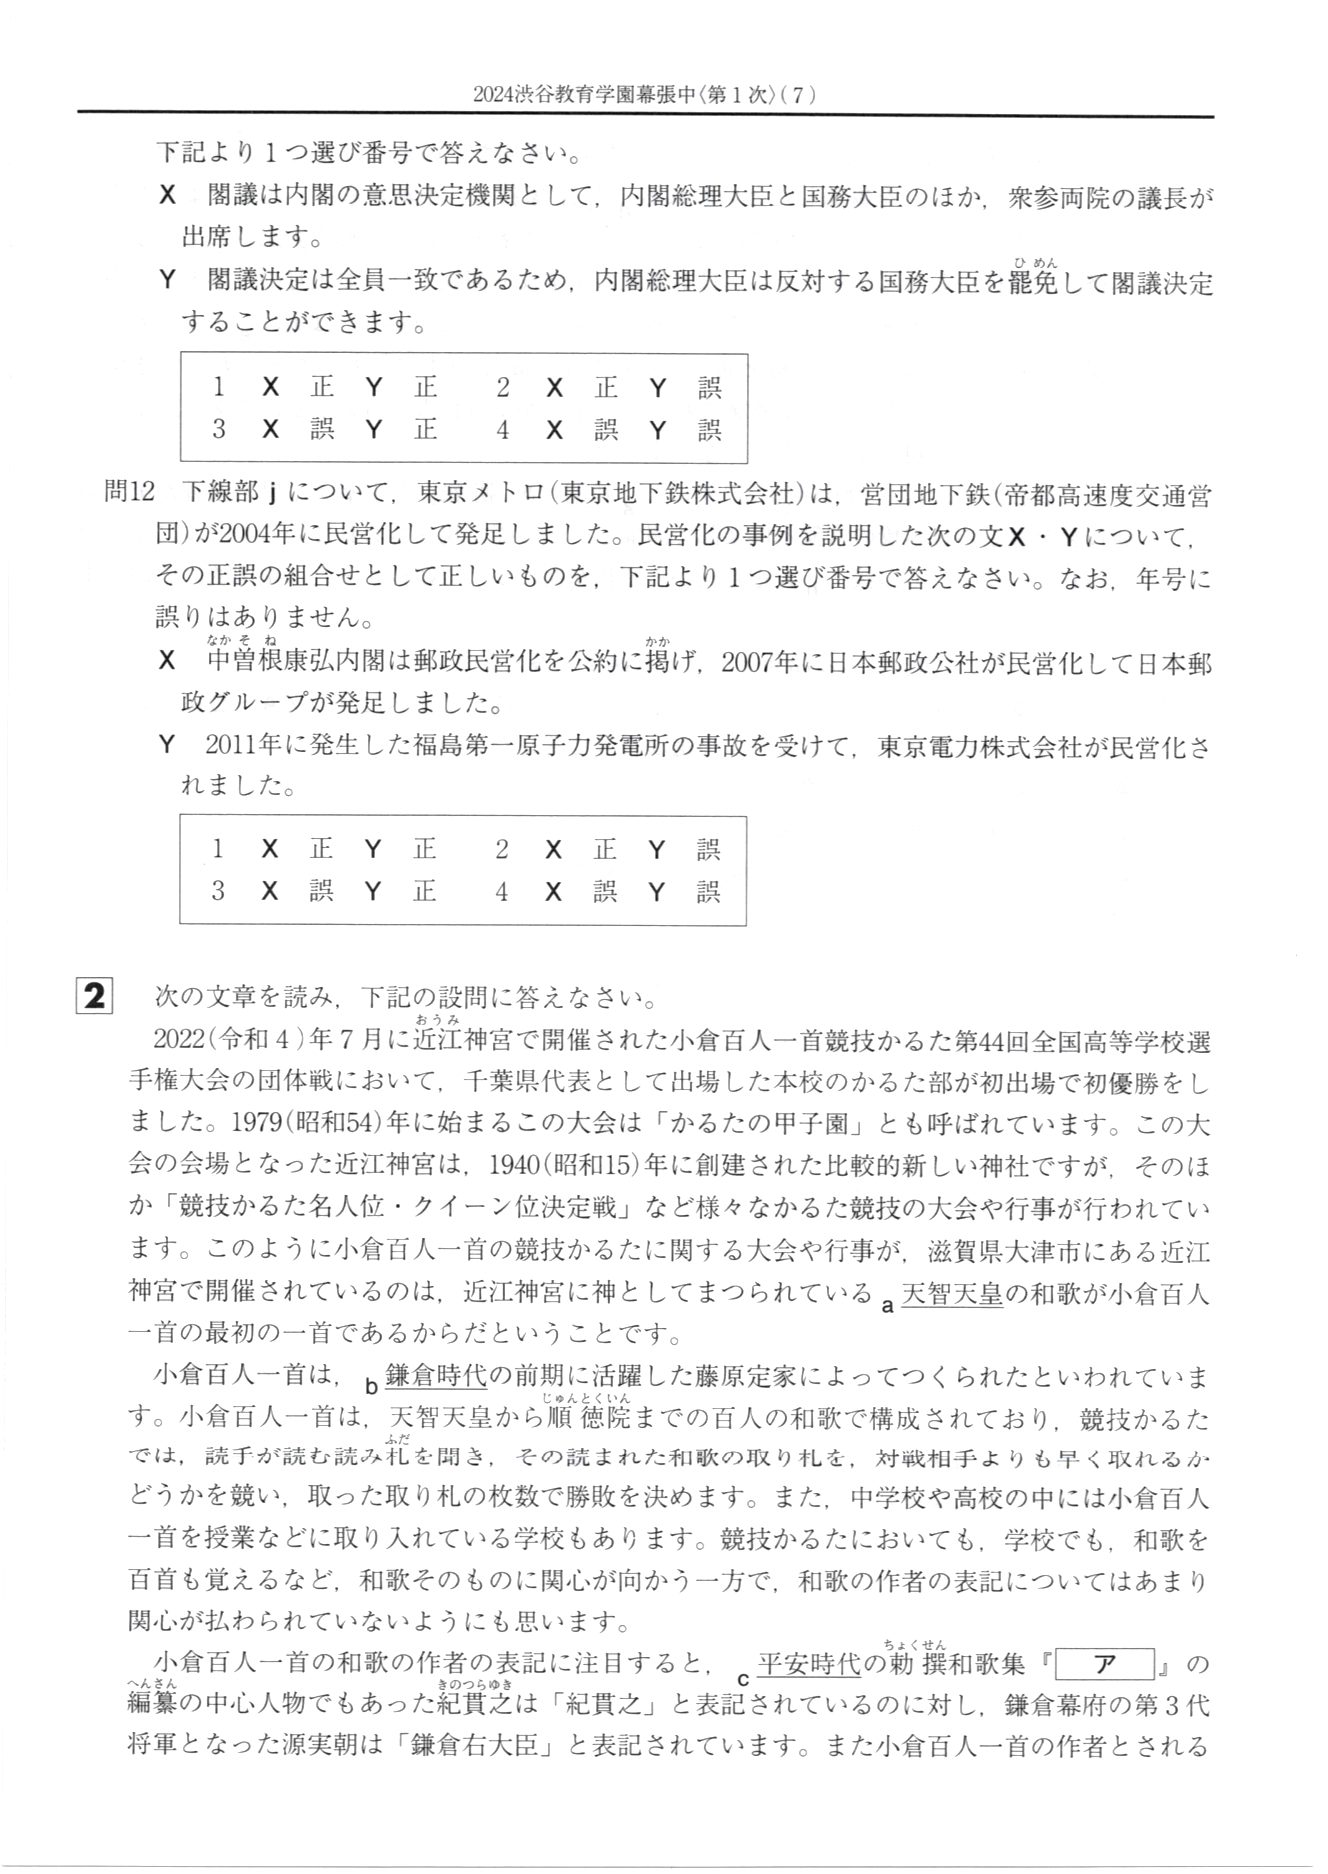 2024渋谷教育学園幕張中〈第1次〉(7)
下記より1つ選び番号で答えなさい。
X 閣議は内閣の意思決定機関として，内閣総理大臣と国務大臣のほか，衆参両院の議長が
出席します。
Y 閣議決定は全員一致であるため，内閣総理大臣は反対する国務大臣を罷免して閣議決定
することができます。
1 X 正 Y 正 2 X 正 Y 誤
3 X 誤 Y 正 4 X 誤 Y 誤
問12 下線部jについて，東京メトロ(東京地下鉄株式会社)は，営団地下鉄(帝都高速度交通営
団)が2004年に民営化して発足しました。民営化の事例を説明した次の文X・Yについて，
その正誤の組合せとして正しいものを，下記より1つ選び番号で答えなさい。なお，年号に
誤りはありません。
X 中曽根康弘内閣は郵政民営化を公約に掲げ，2007年に日本郵政公社が民営化して日本郵
政グループが発足しました。
Y 2011年に発生した福島第一原子力発電所の事故を受けて，東京電力株式会社が民営化さ
れました。
1 X 正 Y 正 2 X 正 Y 誤
3 X 誤 Y 正 4 X 誤 Y 誤
2 次の文章を読み，下記の設問に答えなさい。
2022(令和4)年7月に近江神宮で開催された小倉百人一首競技かるた第44回全国高等学校選
手権大会の団体戦において，千葉県代表として出場した本校のかるた部が初出場で初優勝をし
ました。1979(昭和54)年に始まるこの大会は「かるたの甲子園」とも呼ばれています。この大
会の会場となった近江神宮は，1940(昭和15)年に創建された比較的新しい神社ですが，そのほ
か「競技かるた名人位・クイーン位決定戦」など様々なかるた競技の大会や行事が行われてい
ます。このように小倉百人一首の競技かるたに関する大会や行事が，滋賀県大津市にある近江
神宮で開催されているのは，近江神宮に神としてまつられているa天智天皇の和歌が小倉百人
一首の最初の一首であるからだということです。
小倉百人一首は，b鎌倉時代の前期に活躍した藤原定家によってつくられたといわれていま
す。小倉百人一首は，天智天皇から順徳院までの百人の和歌で構成されており，競技かるた
では，読手が読む読み札を聞き，その読まれた和歌の取り札を，対戦相手よりも早く取れるか
どうかを競い，取った取り札の枚数で勝敗を決めます。また，中学校や高校の中には小倉百人
一首を授業などに取り入れている学校もあります。競技かるたにおいても，学校でも，和歌を
百首も覚えるなど，和歌そのものに関心が向かう一方で，和歌の作者の表記についてはあまり
関心が払わられていないようにも思います。
小倉百人一首の和歌の作者の表記に注目すると，c平安時代の勅撰和歌集『ア』の
編纂の中心人物でもあった紀貫之は「紀貫之」と表記されているのに対し，鎌倉幕府の第3代
将軍となった源実朝は「鎌倉右大臣」と表記されています。また小倉百人一首の作者とされる